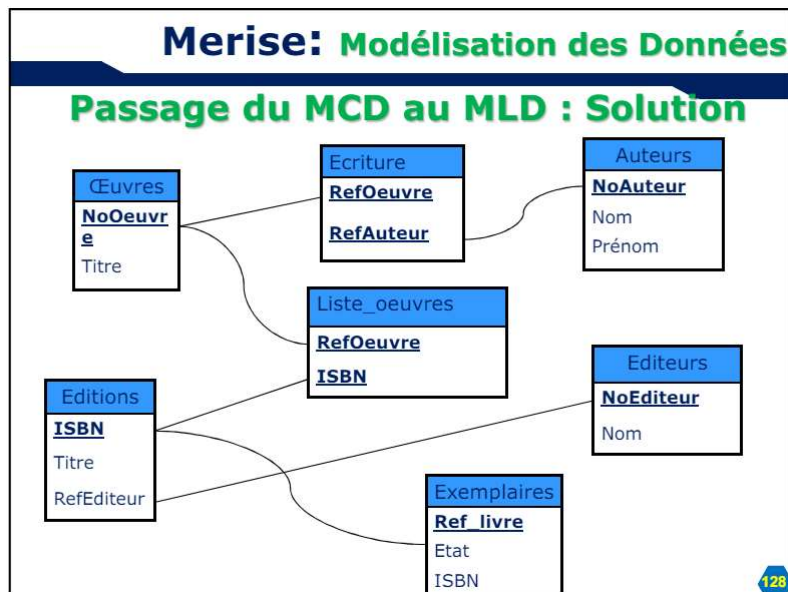 Merise: Modélisation des Données
Passage du MCD au MLD : Solution
Œuvres
NoOeuvr
e
Titre
Ecriture
RefOeuvre
RefAuteur
Auteurs
NoAuteur
Nom
Prénom
Liste_oeuvres
RefOeuvre
ISBN
Editions
ISBN
Titre
RefEditeur
Editeurs
NoEditeur
Nom
Exemplaires
Ref_livre
Etat
ISBN
128